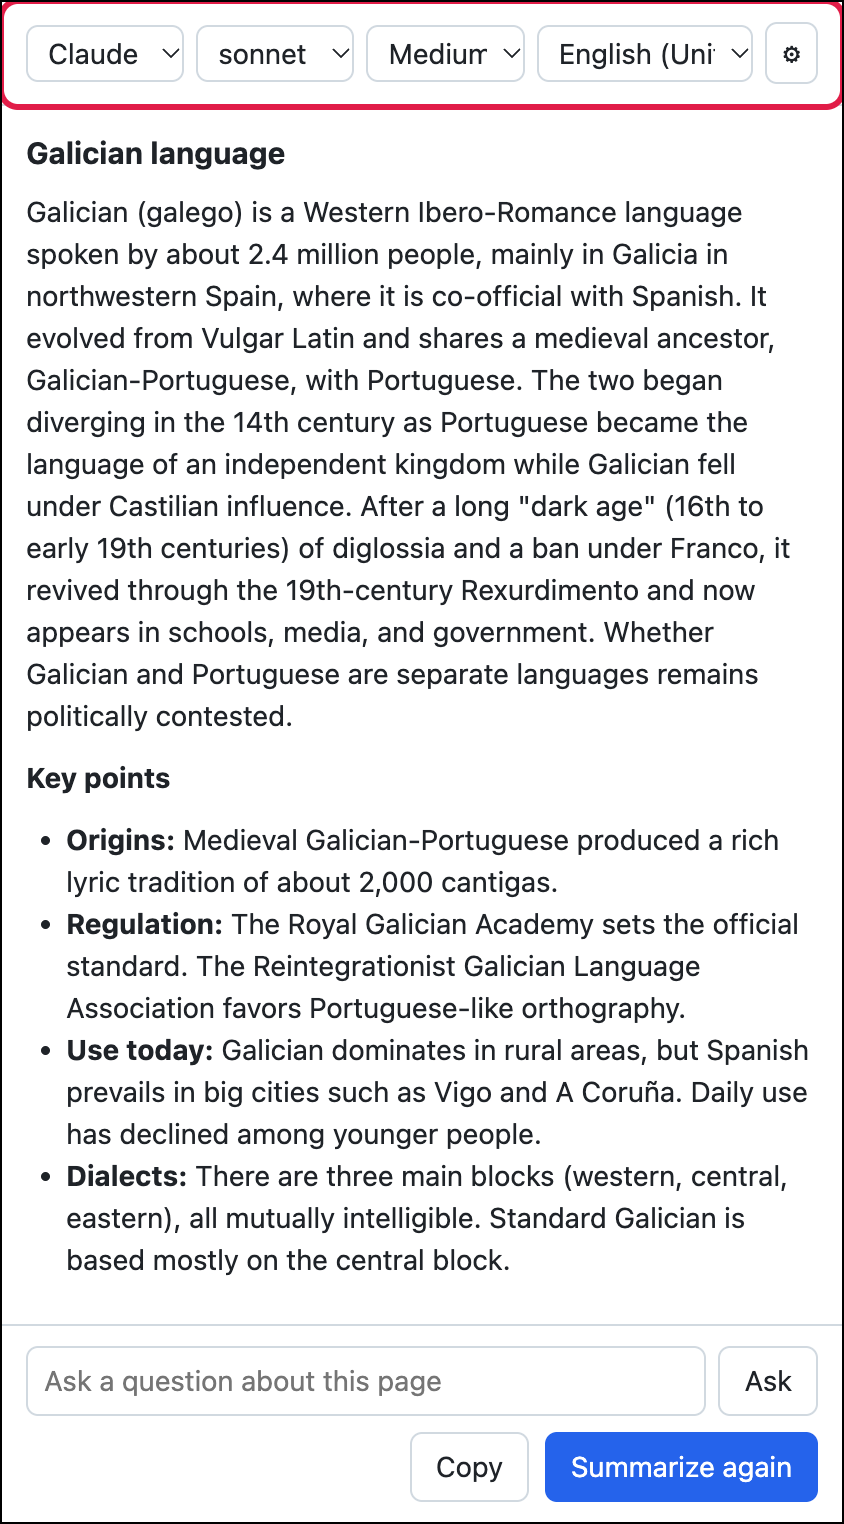 Claude sonnet Medium English (Uni
Galician language
Galician (galego) is a Western Ibero-Romance language
spoken by about 2.4 million people, mainly in Galicia in
northwestern Spain, where it is co-official with Spanish. It
evolved from Vulgar Latin and shares a medieval ancestor,
Galician-Portuguese, with Portuguese. The two began
diverging in the 14th century as Portuguese became the
language of an independent kingdom while Galician fell
under Castilian influence. After a long "dark age" (16th to
early 19th centuries) of diglossia and a ban under Franco, it
revived through the 19th-century Rexurdimento and now
appears in schools, media, and government. Whether
Galician and Portuguese are separate languages remains
politically contested.
Key points
• Origins: Medieval Galician-Portuguese produced a rich
lyric tradition of about 2,000 cantigas.
• Regulation: The Royal Galician Academy sets the official
standard. The Reintegrationist Galician Language
Association favors Portuguese-like orthography.
• Use today: Galician dominates in rural areas, but Spanish
prevails in big cities such as Vigo and A Coruña. Daily use
has declined among younger people.
• Dialects: There are three main blocks (western, central,
eastern), all mutually intelligible. Standard Galician is
based mostly on the central block.
Ask a question about this page Ask
Copy Summarize again